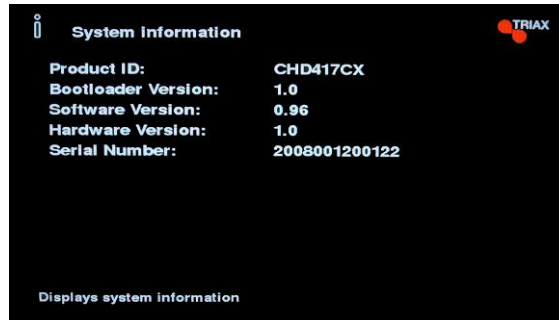 System information
TRIAX
Product ID: CHD417CX
Bootloader Version: 1.0
Software Version: 0.96
Hardware Version: 1.0
Serial Number: 2008001200122
Displays system information